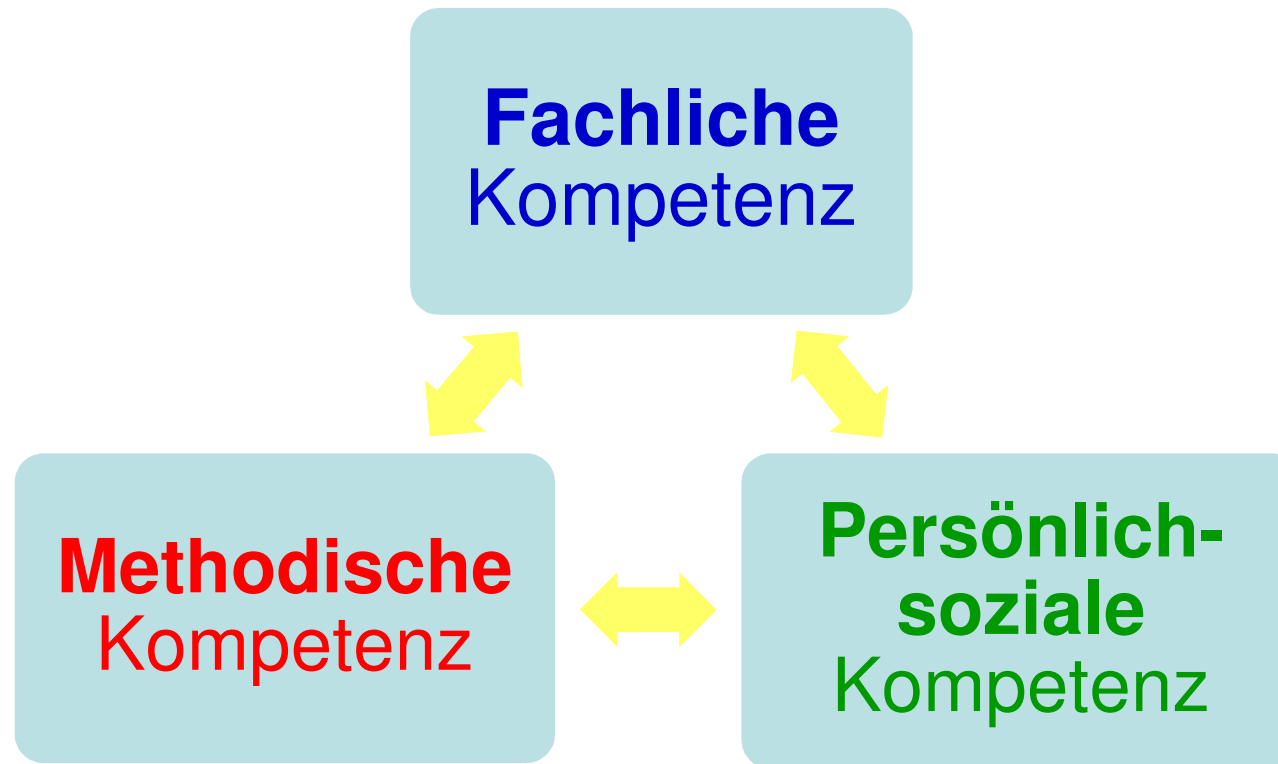 Fachliche
Kompetenz
Methodische
Kompetenz
Persönlich-
soziale
Kompetenz